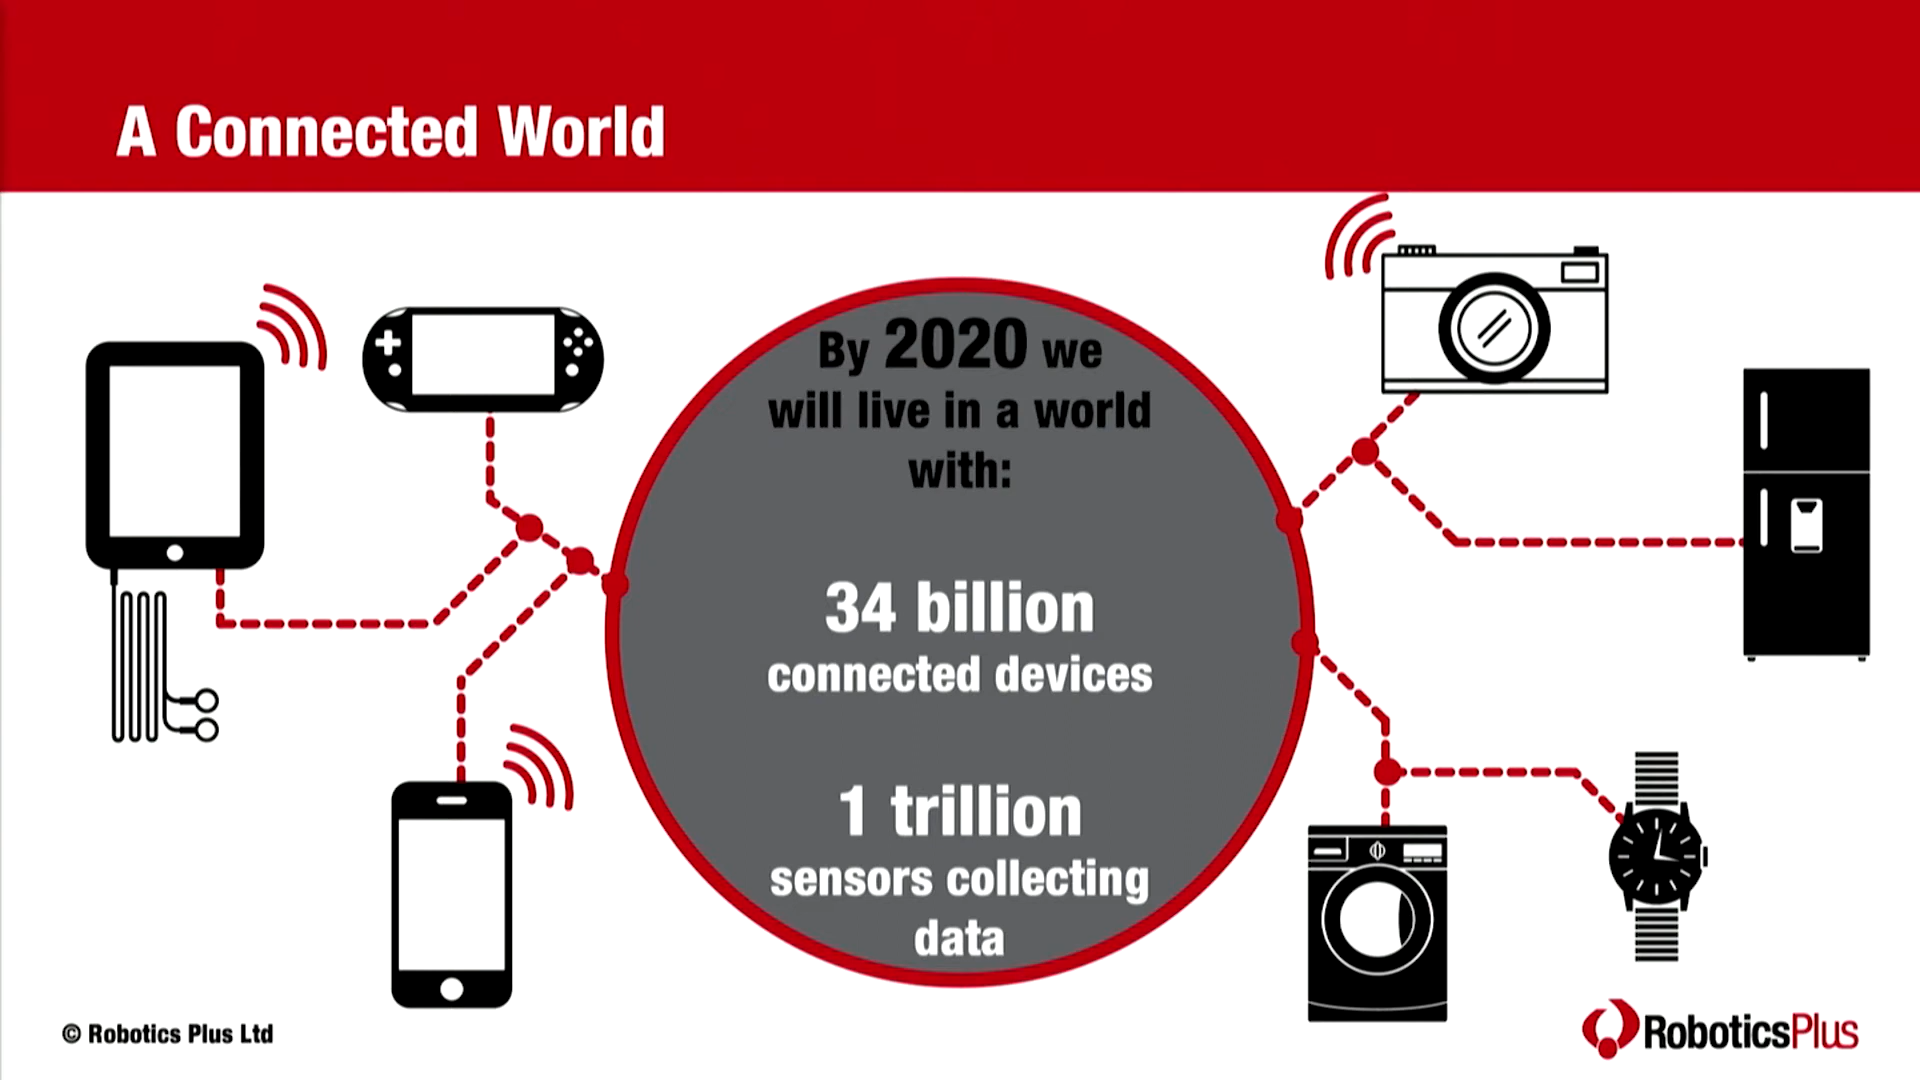 A Connected World
By 2020 we
will live in a world
with:
34 billion
connected devices
1 trillion
sensors collecting
data
© Robotics Plus Ltd
RoboticsPlus